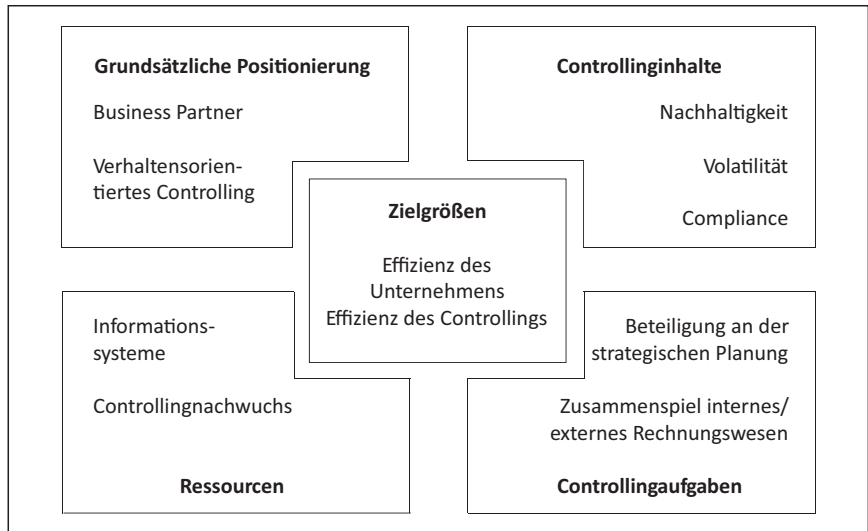 Grundsätzliche Positionierung
Business Partner
Verhaltensorien-
tiertes Controlling
Controllinginhalte
Nachhaltigkeit
Volatilität
Compliance
Zielgrößen
Effizienz des
Unternehmens
Effizienz des Controllings
Informations-
systeme
Controllingnachwuchs
Ressourcen
Beteiligung an der
strategischen Planung
Zusammenspiel internes/
externes Rechnungswesen
Controllingaufgaben